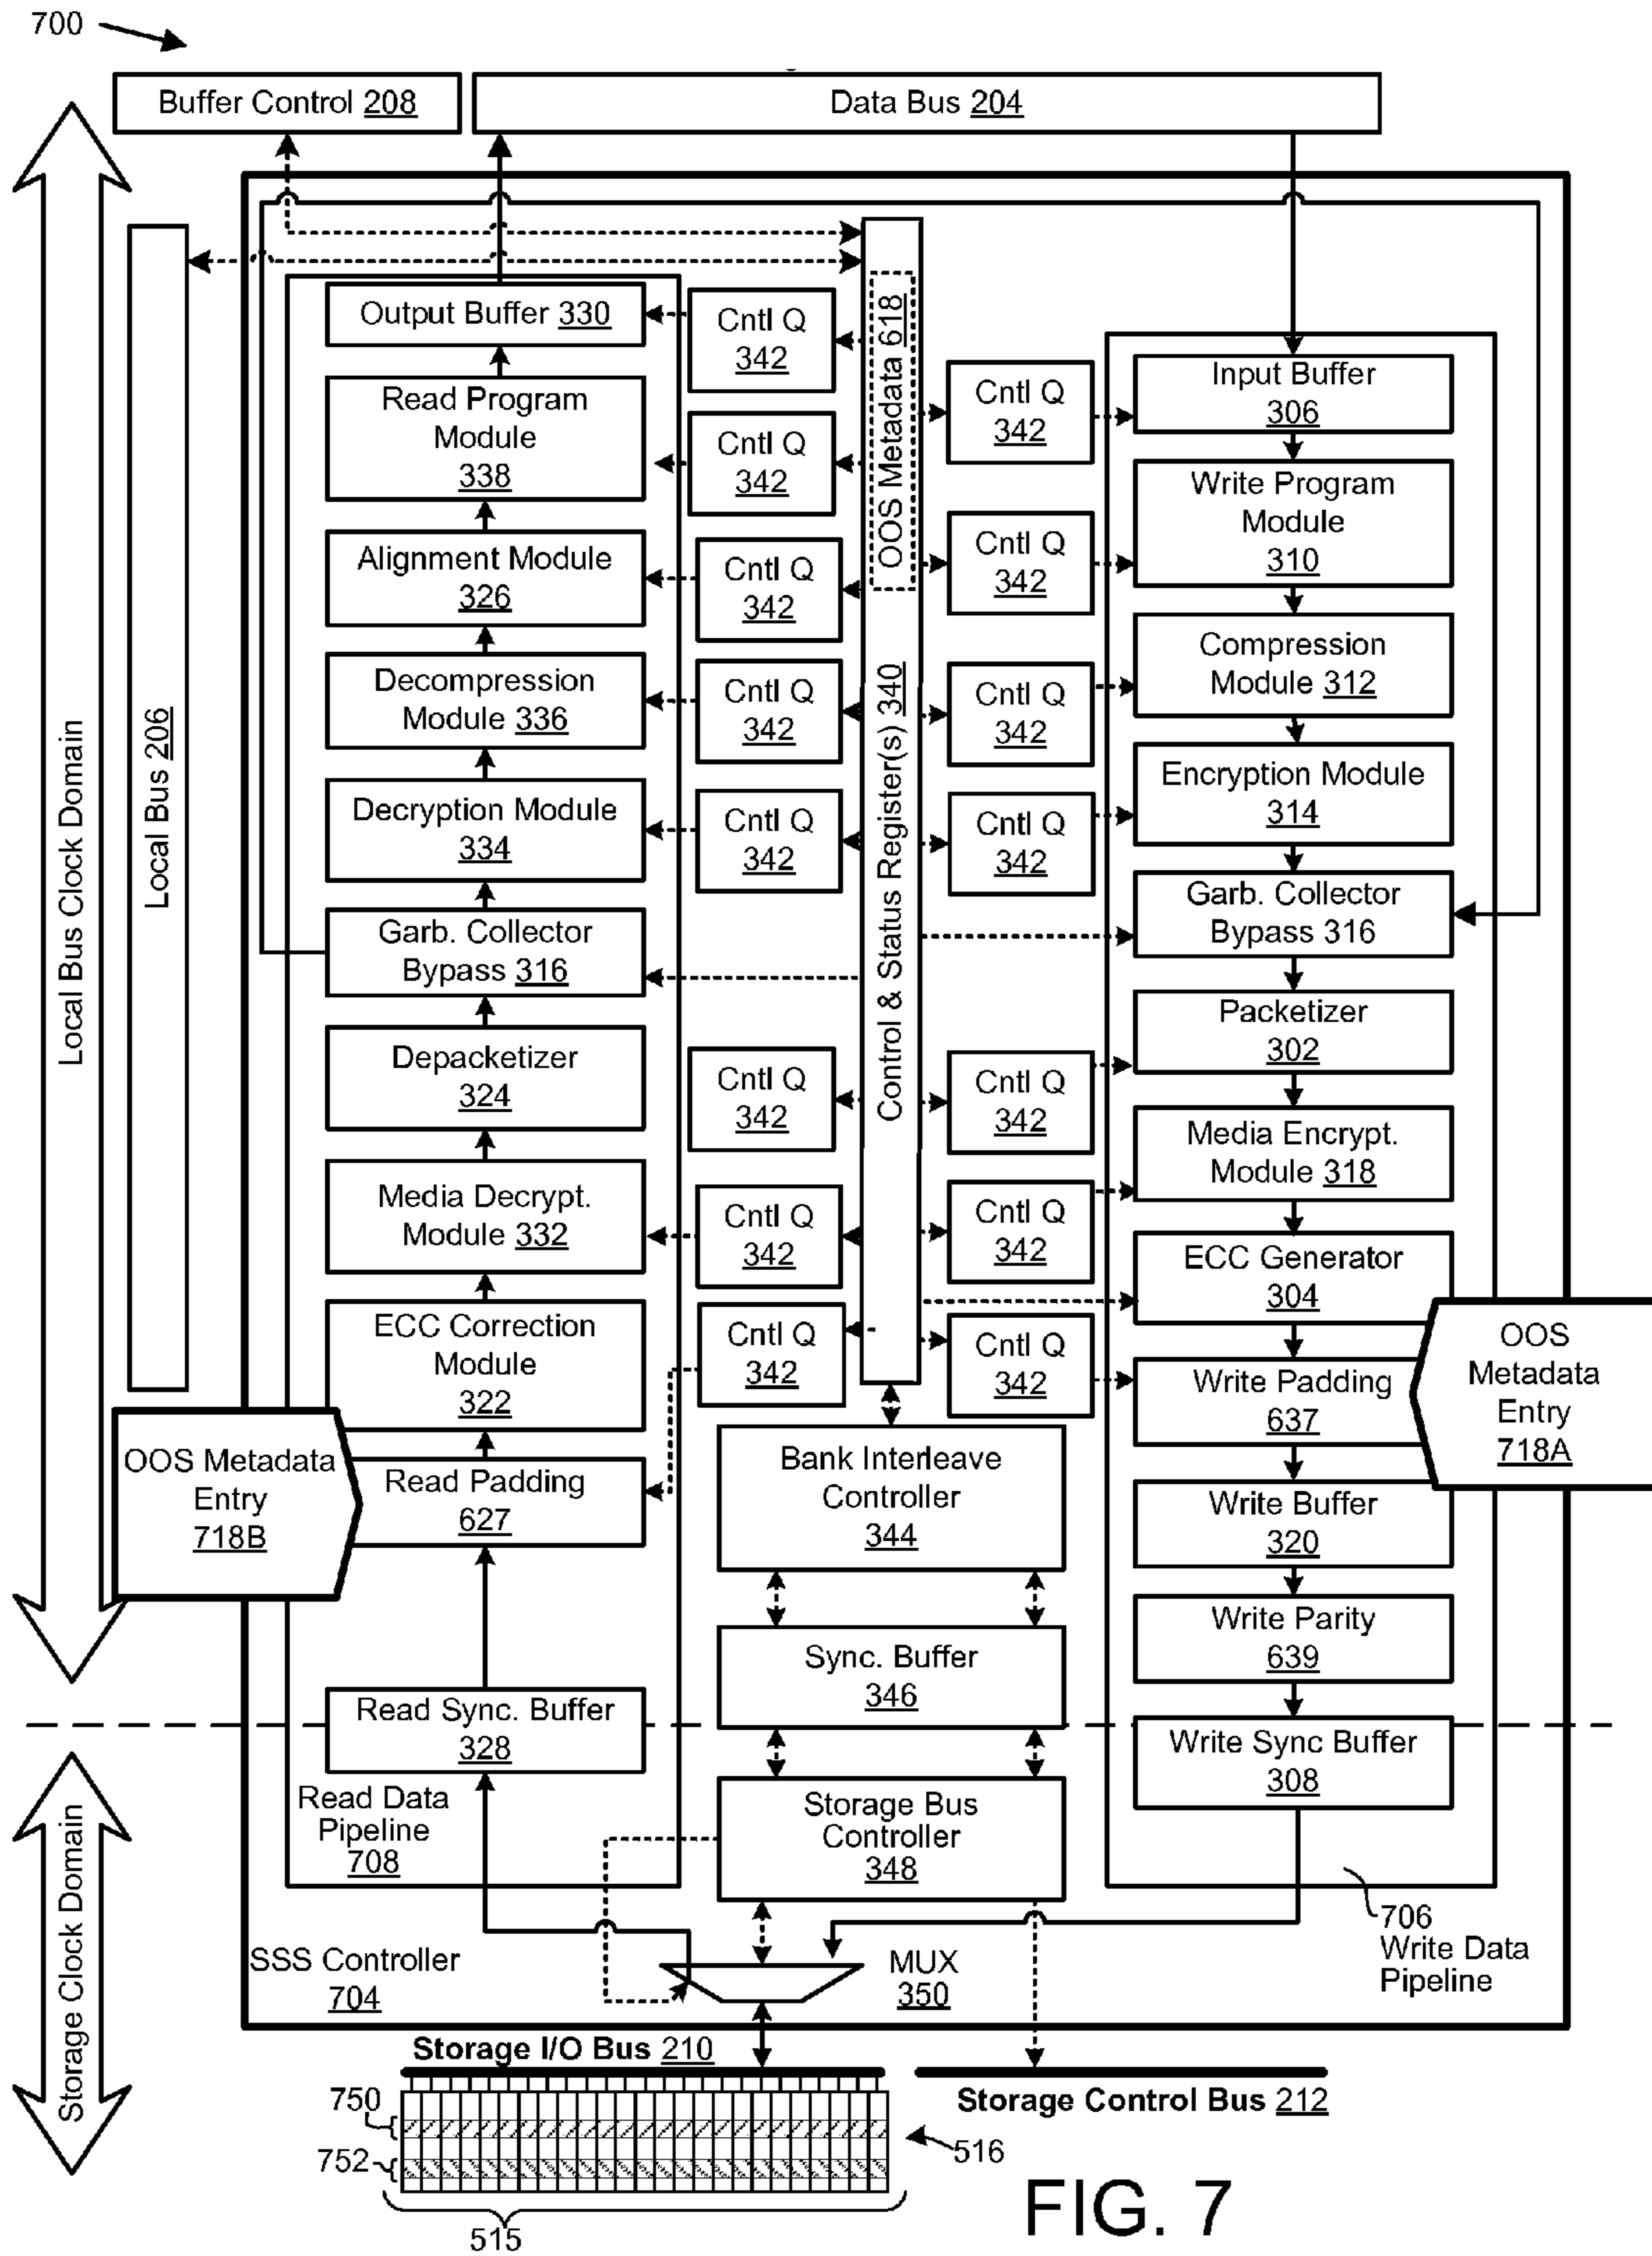 700
Buffer Control 208
Data Bus 204
Local Bus Clock Domain
Local Bus 206
Output Buffer 330
Read Program
Module
338
Alignment Module
326
Decompression
Module 336
Decryption Module
334
Garb. Collector
Bypass 316
Depacketizer
324
Media Decrypt.
Module 332
ECC Correction
Module
322
OOS Metadata
Entry
718B
Read Padding
627
Read Sync. Buffer
328
Read Data
Pipeline
708
Cntl Q
342
Cntl Q
342
Cntl Q
342
Cntl Q
342
Cntl Q
342
Cntl Q
342
Cntl Q
342
Cntl Q
342
OOS Metadata 618
Control & Status Register(s) 340
Cntl Q
342
Cntl Q
342
Cntl Q
342
Cntl Q
342
Cntl Q
342
Cntl Q
342
Cntl Q
342
Bank Interleave
Controller
344
Sync. Buffer
346
Storage Bus
Controller
348
Input Buffer
306
Write Program
Module
310
Compression
Module 312
Encryption Module
314
Garb. Collector
Bypass 316
Packetizer
302
Media Encrypt.
Module 318
ECC Generator
304
Write Padding
637
OOS
Metadata
Entry
718A
Write Buffer
320
Write Parity
639
Write Sync Buffer
308
706
Write Data
Pipeline
Storage Clock Domain
SSS Controller
704
MUX
350
Storage I/O Bus 210
Storage Control Bus 212
750
752
516
515
FIG. 7